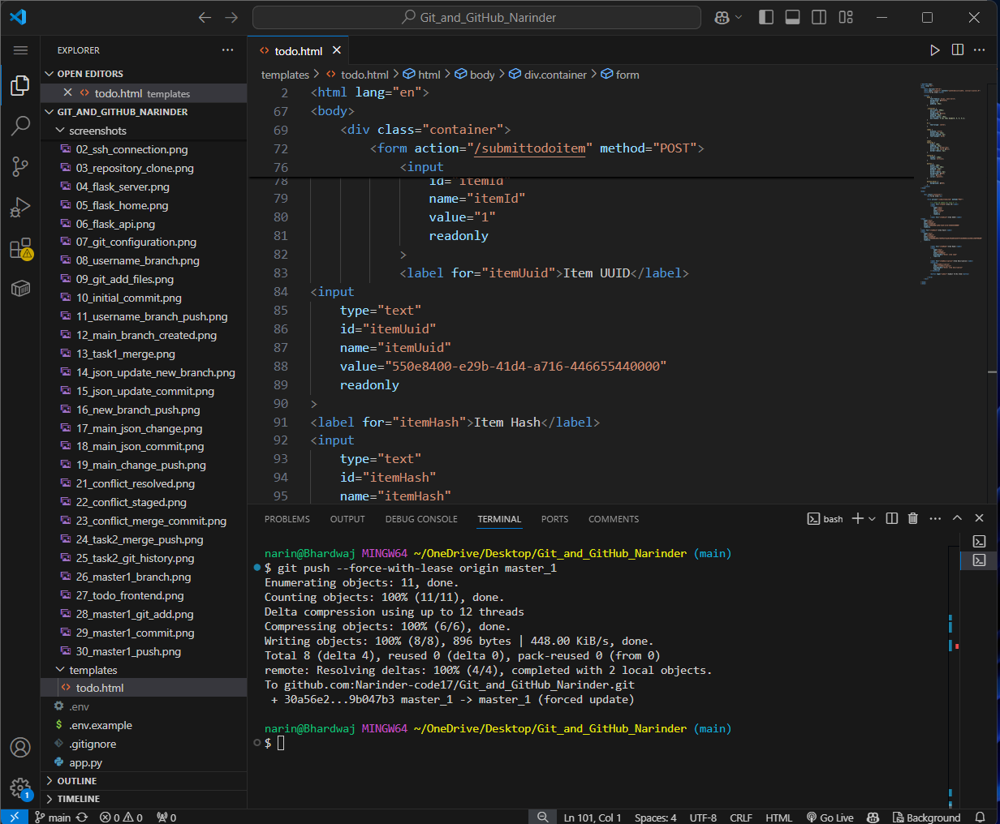 Git_and_GitHub_Narinder
EXPLORER
OPEN EDITORS
todo.html templates
GIT_AND_GITHUB_NARINDER
screenshots
02_ssh_connection.png
03_repository_clone.png
04_flask_server.png
05_flask_home.png
06_flask_api.png
07_git_configuration.png
08_username_branch.png
09_git_add_files.png
10_initial_commit.png
11_username_branch_push.png
12_main_branch_created.png
13_task1_merge.png
14_json_update_new_branch.png
15_json_update_commit.png
16_new_branch_push.png
17_main_json_change.png
18_main_json_commit.png
19_main_change_push.png
21_conflict_resolved.png
22_conflict_staged.png
23_conflict_merge_commit.png
24_task2_merge_push.png
25_task2_git_history.png
26_master1_branch.png
27_todo_frontend.png
28_master1_git_add.png
29_master1_commit.png
30_master1_push.png
templates
todo.html
.env
.env.example
.gitignore
app.py
OUTLINE
TIMELINE
todo.html
templates > todo.html > html > body > div.container > form
2 <html lang="en">
67 <body>
69 <div class="container">
72 <form action="/submittodoitem" method="POST">
76 <input
78 id="itemId"
79 name="itemId"
80 value="1"
81 readonly
82 >
83 <label for="itemUuid">Item UUID</label>
84 <input
85 type="text"
86 id="itemUuid"
87 name="itemUuid"
88 value="550e8400-e29b-41d4-a716-446655440000"
89 readonly
90 >
91 <label for="itemHash">Item Hash</label>
92 <input
93 type="text"
94 id="itemHash"
95 name="itemHash"
PROBLEMS OUTPUT DEBUG CONSOLE TERMINAL PORTS COMMENTS bash
narin@Bhardwaj MINGW64 ~/OneDrive/Desktop/Git_and_GitHub_Narinder (main)
$ git push --force-with-lease origin master_1
Enumerating objects: 11, done.
Counting objects: 100% (11/11), done.
Delta compression using up to 12 threads
Compressing objects: 100% (6/6), done.
Writing objects: 100% (8/8), 896 bytes | 448.00 KiB/s, done.
Total 8 (delta 4), reused 0 (delta 0), pack-reused 0 (from 0)
remote: Resolving deltas: 100% (4/4), completed with 2 local objects.
To github.com:Narinder-code17/Git_and_GitHub_Narinder.git
+ 30a56e2...9b047b3 master_1 -> master_1 (forced update)
narin@Bhardwaj MINGW64 ~/OneDrive/Desktop/Git_and_GitHub_Narinder (main)
$
1
main 0 0 0 Ln 101, Col 1 Spaces: 4 UTF-8 CRLF HTML Go Live Background